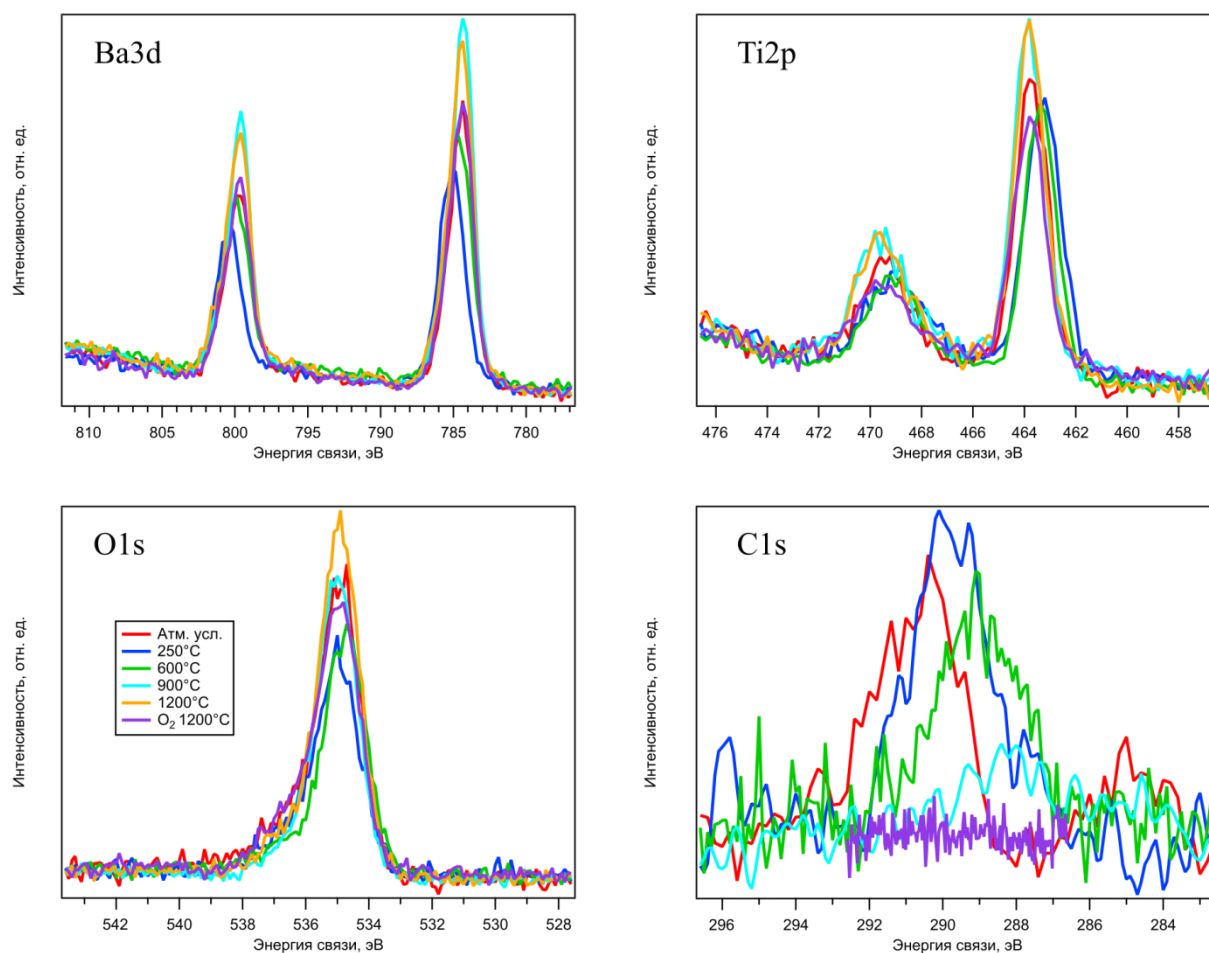 Ba3d
Интенсивность, отн. ед.
810 805 800 795 790 785 780
Энергия связи, эВ
Ti2p
Интенсивность, отн. ед.
476 474 472 470 468 466 464 462 460 458
Энергия связи, эВ
O1s
Интенсивность, отн. ед.
Атм. усл.
250°C
600°C
900°C
1200°C
O₂ 1200°C
542 540 538 536 534 532 530 528
Энергия связи, эВ
C1s
Интенсивность, отн. ед.
296 294 292 290 288 286 284
Энергия связи, эВ